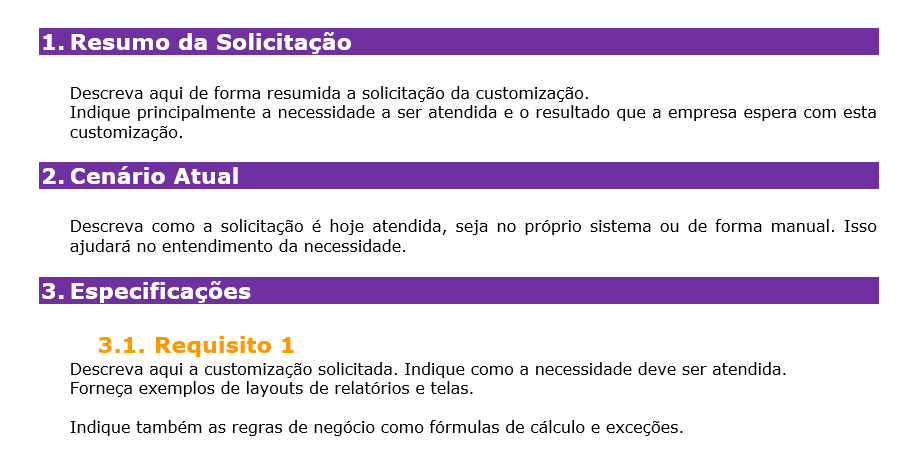 1. Resumo da Solicitação
Descreva aqui de forma resumida a solicitação da customização.
Indique principalmente a necessidade a ser atendida e o resultado que a empresa espera com esta
customização.
2. Cenário Atual
Descreva como a solicitação é hoje atendida, seja no próprio sistema ou de forma manual. Isso
ajudará no entendimento da necessidade.
3. Especificações
3.1. Requisito 1
Descreva aqui a customização solicitada. Indique como a necessidade deve ser atendida.
Forneça exemplos de layouts de relatórios e telas.
Indique também as regras de negócio como fórmulas de cálculo e exceções.